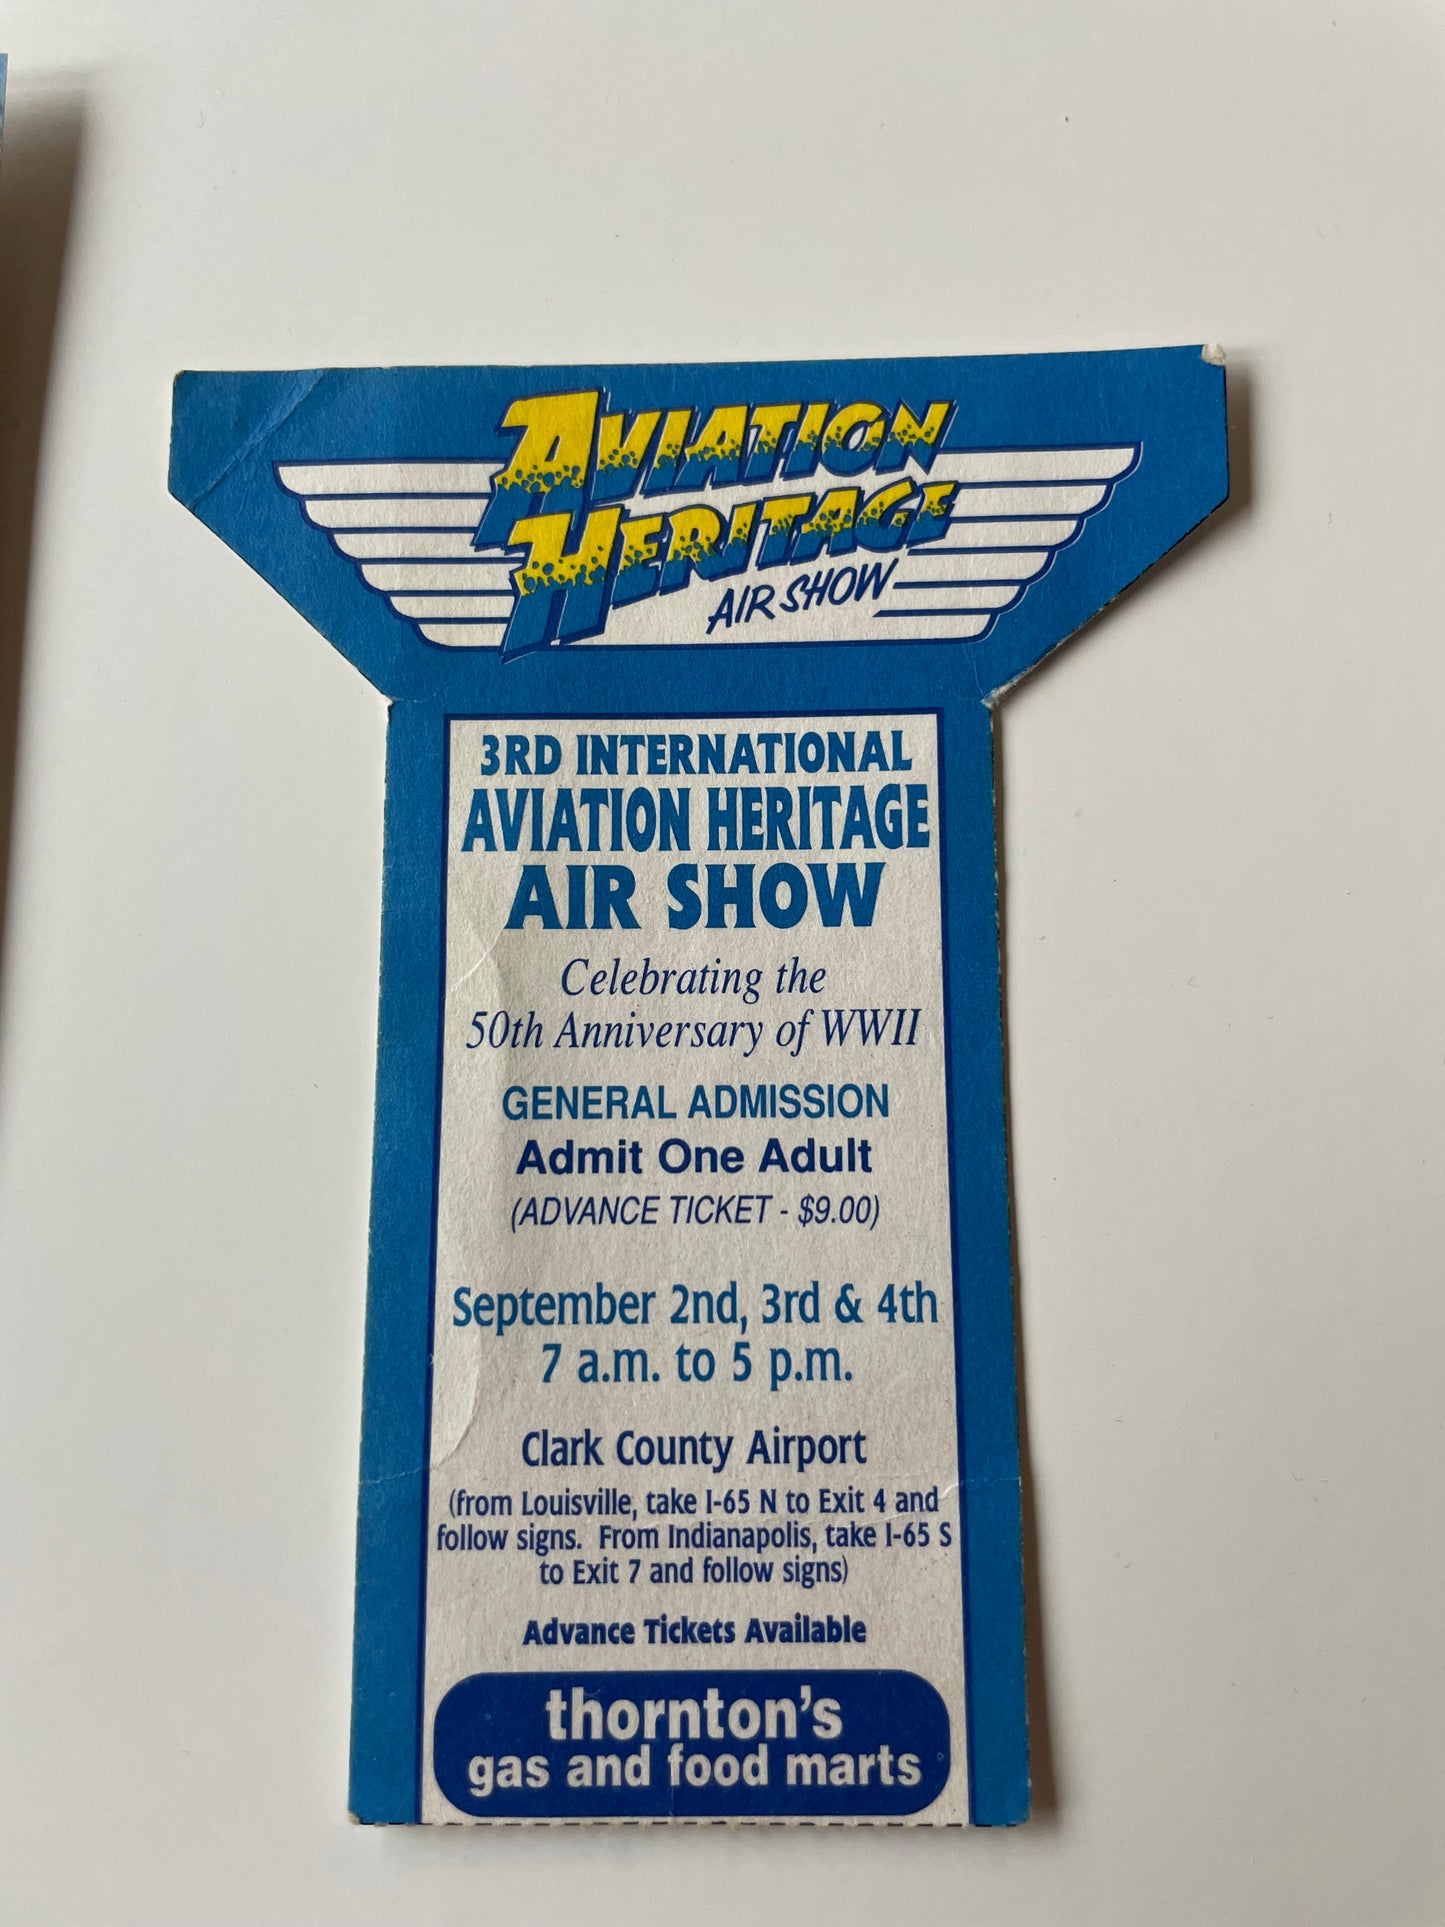 AVIATION
HERITAGE
AIR SHOW
3RD INTERNATIONAL
AVIATION HERITAGE
AIR SHOW
Celebrating the
50th Anniversary of WWII
GENERAL ADMISSION
Admit One Adult
(ADVANCE TICKET - $9.00)
September 2nd, 3rd & 4th
7 a.m. to 5 p.m.
Clark County Airport
(from Louisville, take I-65 N to Exit 4 and
follow signs. From Indianapolis, take I-65 S
to Exit 7 and follow signs)
Advance Tickets Available
thornton's
gas and food marts